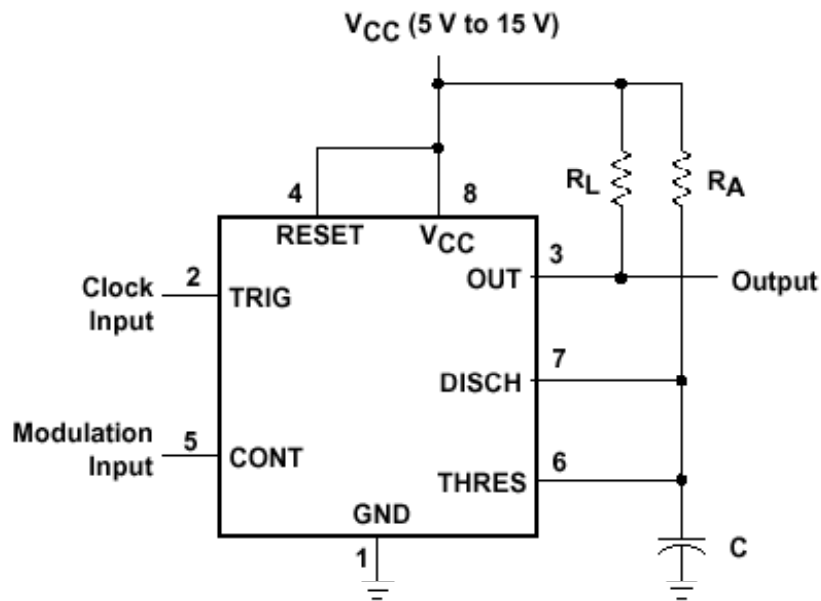 VCC (5 V to 15 V)
RL
RA
4
8
RESET
VCC
3
2
OUT
Output
Clock
Input
TRIG
7
DISCH
Modulation
Input
5
CONT
6
THRES
GND
1
C